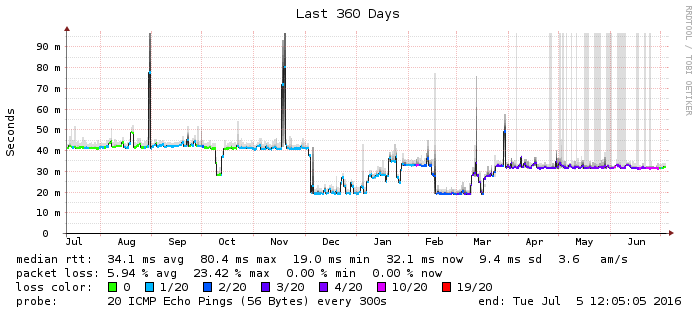 Last 360 Days
RRDTOOL / TOBI OETIKER
Seconds
90 m
80 m
70 m
60 m
50 m
40 m
30 m
20 m
10 m
0
Jul Aug Sep Oct Nov Dec Jan Feb Mar Apr May Jun
median rtt: 34.1 ms avg 80.4 ms max 19.0 ms min 32.1 ms now 9.4 ms sd 3.6 am/s
packet loss: 5.94 % avg 23.42 % max 0.00 % min 0.00 % now
loss color: 0 1/20 2/20 3/20 4/20 10/20 19/20
probe: 20 ICMP Echo Pings (56 Bytes) every 300s end: Tue Jul 5 12:05:05 2016